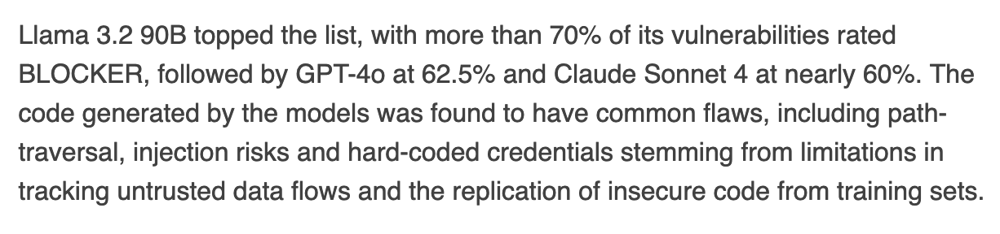 Llama 3.2 90B topped the list, with more than 70% of its vulnerabilities rated
BLOCKER, followed by GPT-4o at 62.5% and Claude Sonnet 4 at nearly 60%. The
code generated by the models was found to have common flaws, including path-
traversal, injection risks and hard-coded credentials stemming from limitations in
tracking untrusted data flows and the replication of insecure code from training sets.